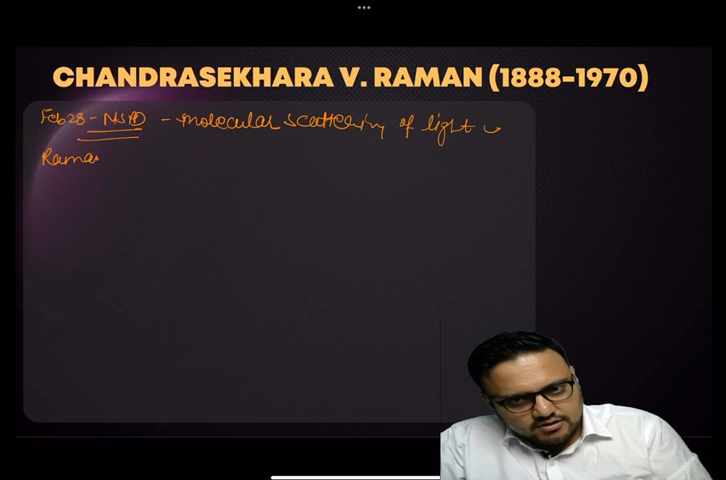 CHANDRASEKHARA V. RAMAN (1888-1970)
Feb 28 - NSD - molecular scattering of light
Raman